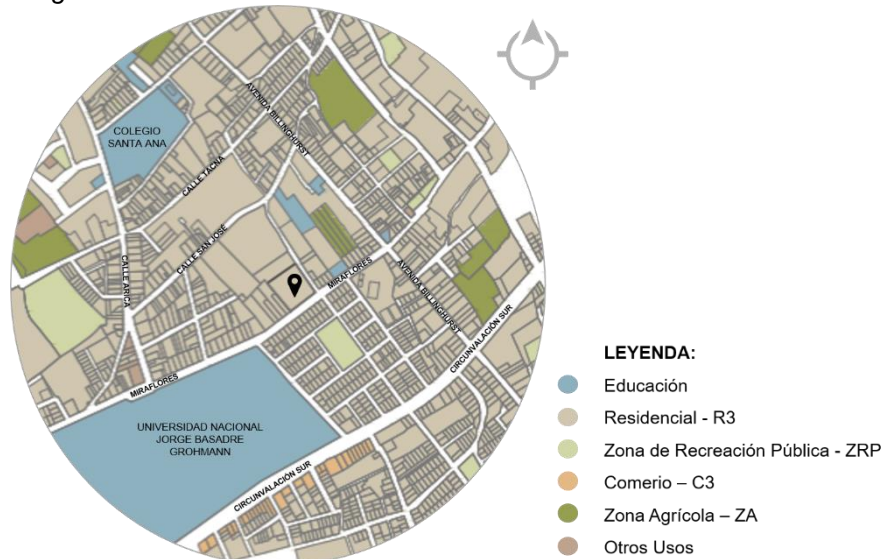 COLEGIO
SANTA ANA
AVENIDA BILLINGHURST
CALLE TACNA
CALLE SAN JOSÉ
CALLE ARICA
MIRAFLORES
AVENIDA BILLINGHURST
CIRCUNVALACIÓN SUR
MIRAFLORES
UNIVERSIDAD NACIONAL
JORGE BASADRE
GROHMANN
CIRCUNVALACIÓN SUR
LEYENDA:
Educación
Residencial - R3
Zona de Recreación Pública - ZRP
Comerio – C3
Zona Agrícola – ZA
Otros Usos